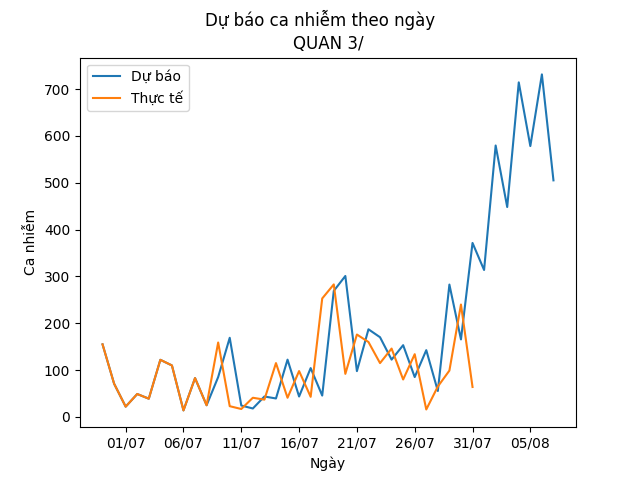 Dự báo ca nhiễm theo ngày
QUAN 3/
Dự báo
Thực tế
Ca nhiễm
700
600
500
400
300
200
100
0
01/07 06/07 11/07 16/07 21/07 26/07 31/07 05/08
Ngày